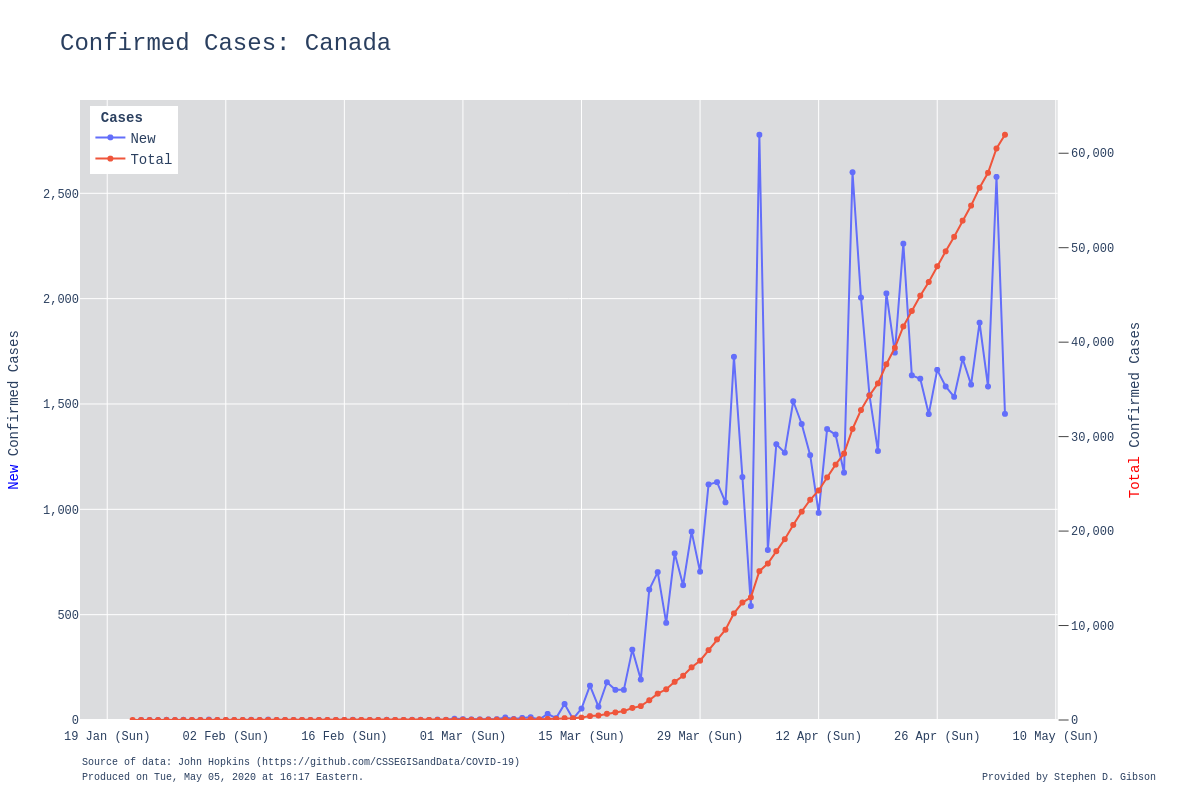 Confirmed Cases: Canada
Cases
New
Total
2,500
2,000
1,500
1,000
500
0
60,000
50,000
40,000
30,000
20,000
10,000
0
New Confirmed Cases
Total Confirmed Cases
19 Jan (Sun) 02 Feb (Sun) 16 Feb (Sun) 01 Mar (Sun) 15 Mar (Sun) 29 Mar (Sun) 12 Apr (Sun) 26 Apr (Sun) 10 May (Sun)
Source of data: John Hopkins (https://github.com/CSSEGISandData/COVID-19)
Produced on Tue, May 05, 2020 at 16:17 Eastern.
Provided by Stephen D. Gibson